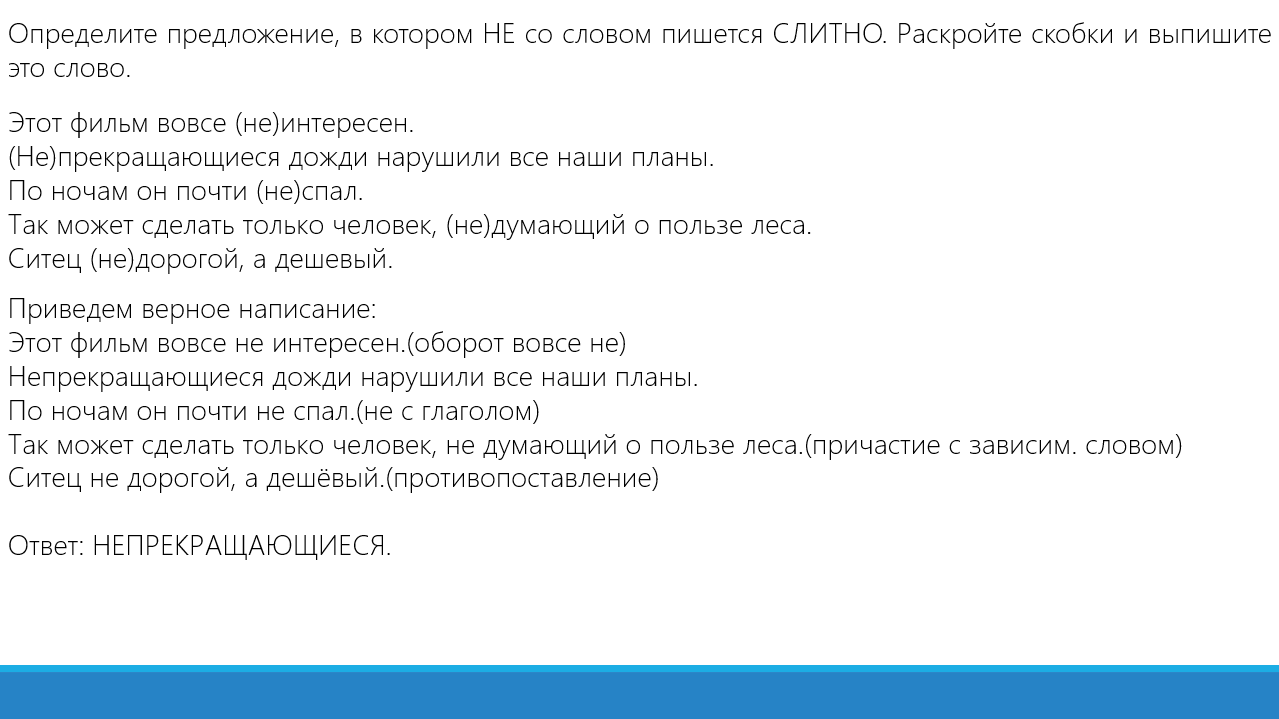 Определите предложение, в котором НЕ со словом пишется СЛИТНО. Раскройте скобки и выпишите
это слово.
Этот фильм вовсе (не)интересен.
(Не)прекращающиеся дожди нарушили все наши планы.
По ночам он почти (не)спал.
Так может сделать только человек, (не)думающий о пользе леса.
Ситец (не)дорогой, а дешевый.
Приведем верное написание:
Этот фильм вовсе не интересен.(оборот вовсе не)
Непрекращающиеся дожди нарушили все наши планы.
По ночам он почти не спал.(не с глаголом)
Так может сделать только человек, не думающий о пользе леса.(причастие с зависим. словом)
Ситец не дорогой, а дешёвый.(противопоставление)
Ответ: НЕПРЕКРАЩАЮЩИЕСЯ.